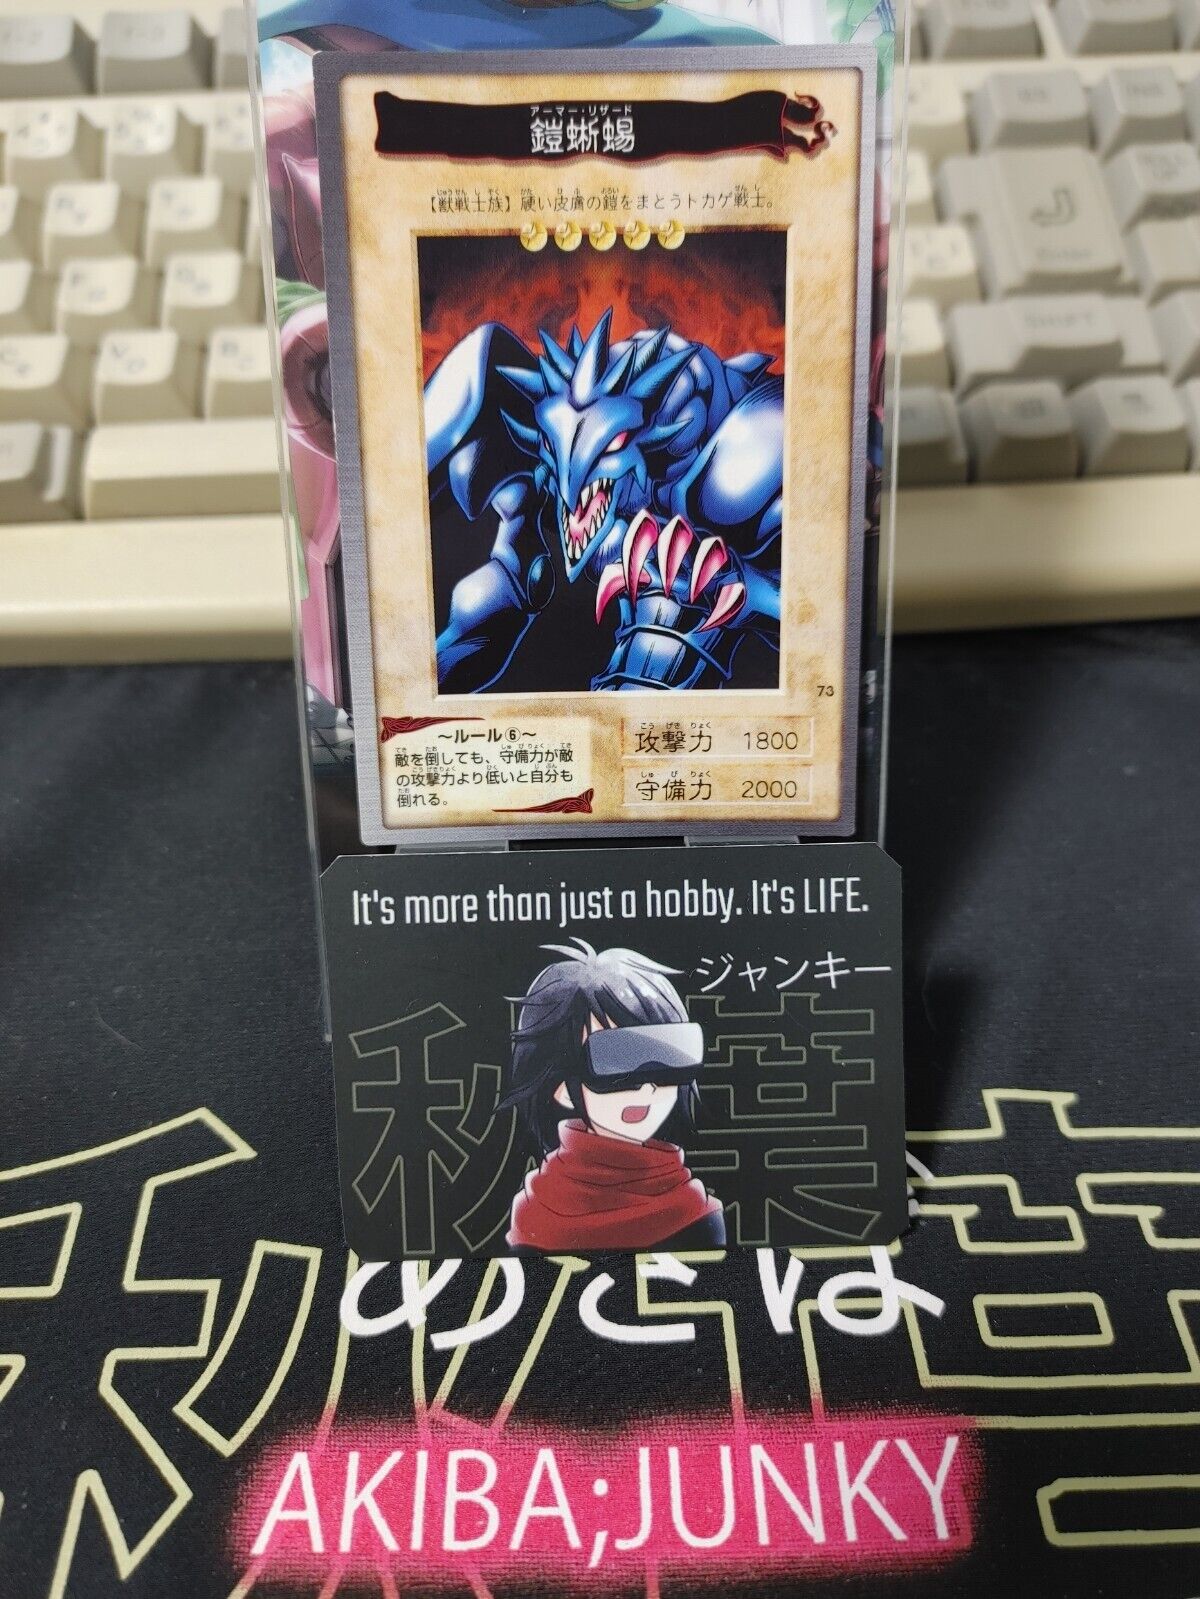 アーマー・リザード
鎧蜥蜴
【獣戦士族】硬い皮膚の鎧をまとうトカゲ戦士。
73
〜ルール⑥〜
敵を倒しても、守備力が敵
の攻撃力より低いと自分も
倒れる。
攻撃力 1800
守備力 2000
It's more than just a hobby. It's LIFE.
ジャンキー
秋葉
あきば
AKIBA;JUNKY